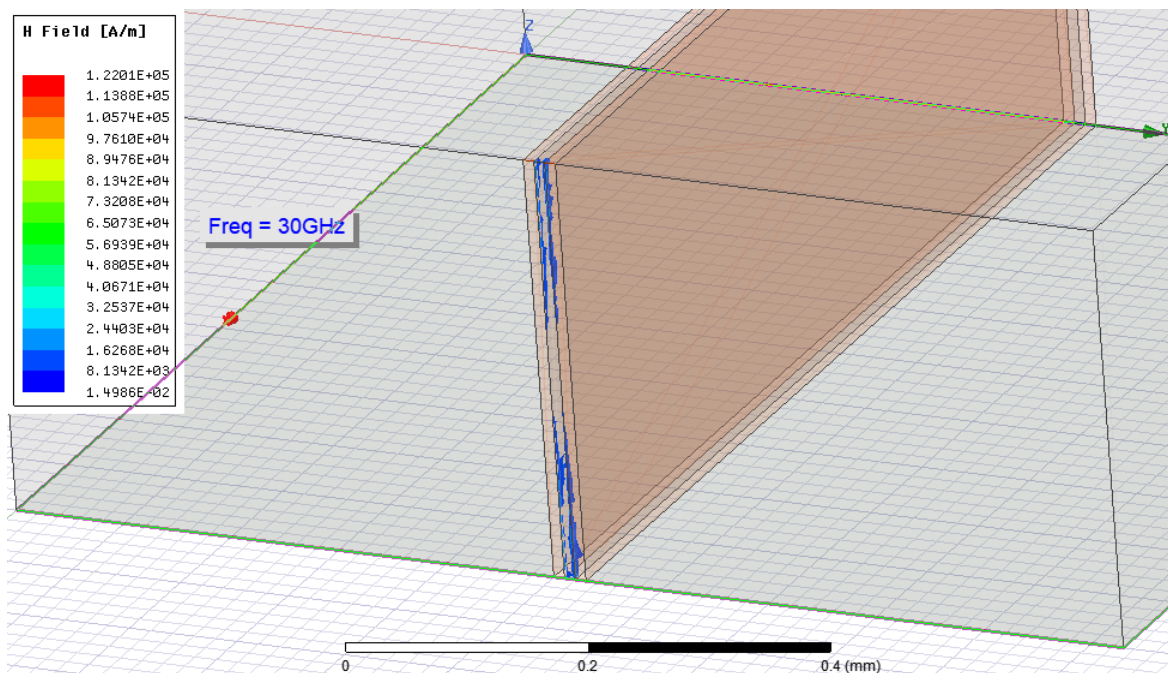 H Field [A/m]
1.2201E+05
1.1388E+05
1.0574E+05
9.7610E+04
8.9476E+04
8.1342E+04
7.3208E+04
6.5073E+04
5.6939E+04
4.8805E+04
4.0671E+04
3.2537E+04
2.4403E+04
1.6268E+04
8.1342E+03
1.4986E-02
Z
Y
Freq = 30GHz
0 0.2 0.4 (mm)